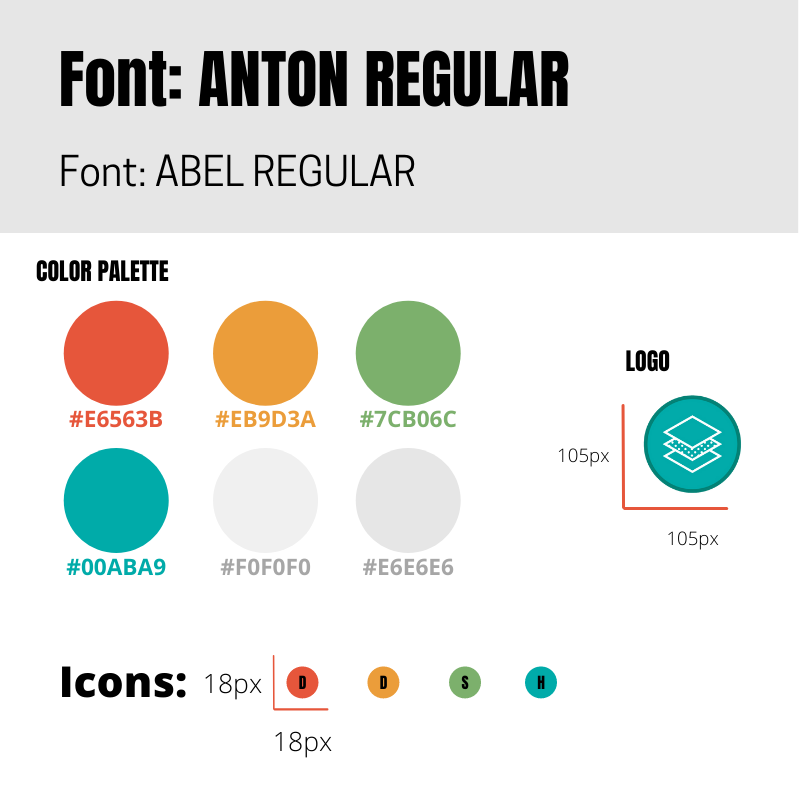 Font: ANTON REGULAR
Font: ABEL REGULAR
COLOR PALETTE
#E6563B #EB9D3A #7CB06C
#00ABA9 #F0F0F0 #E6E6E6
LOGO
105px
105px
Icons: 18px D D S H
18px